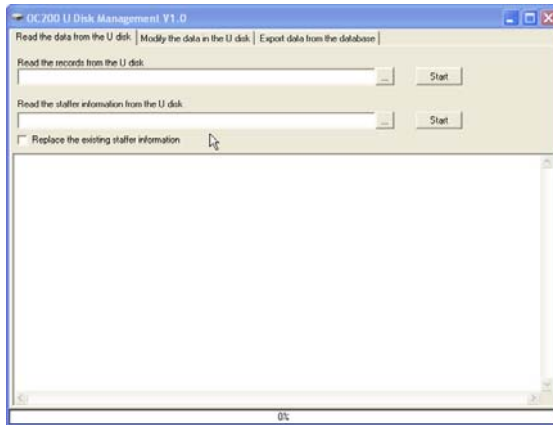 OC200 U Disk Management V1.0
Read the data from the U disk Modify the data in the U disk Export data from the database
Read the records from the U disk
... Start
Read the staffer information from the U disk
... Start
Replace the existing staffer information
0%